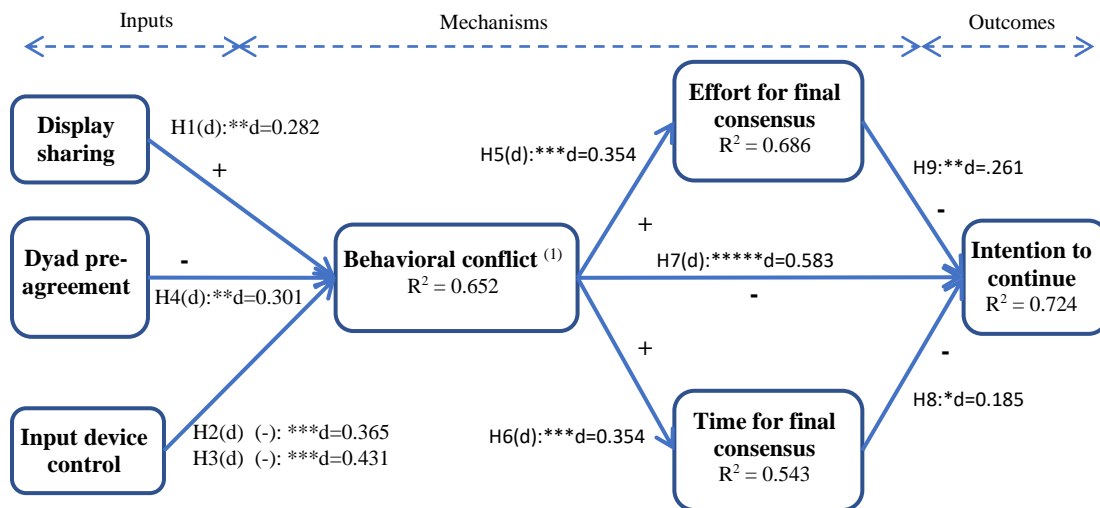 Inputs
Mechanisms
Outcomes
Display
sharing
H1(d):**d=0.282
+
Dyad pre-
agreement
-
H4(d):**d=0.301
Input device
control
H2(d) (-): ***d=0.365
H3(d) (-): ***d=0.431
Behavioral conflict (1)
R2 = 0.652
H5(d):***d=0.354
+
Effort for final
consensus
R2 = 0.686
H7(d):*****d=0.583
-
+
H6(d):***d=0.354
Time for final
consensus
R2 = 0.543
H9:**d=.261
-
Intention to
continue
R2 = 0.724
-
H8:*d=0.185